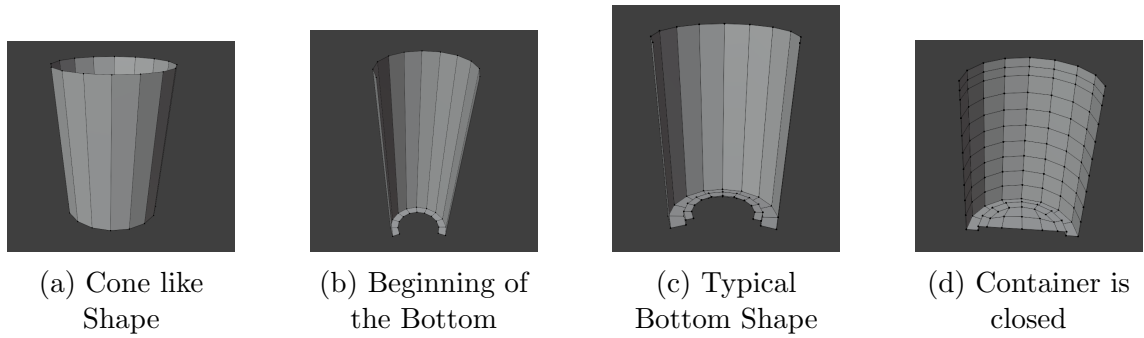 (a) Cone like
Shape
(b) Beginning of
the Bottom
(c) Typical
Bottom Shape
(d) Container is
closed